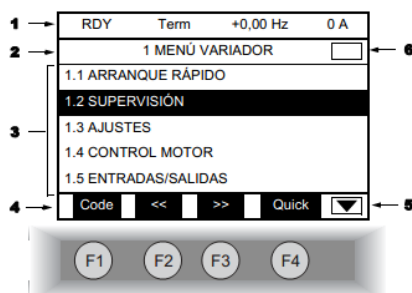 1 RDY Term +0,00 Hz 0 A
2 1 MENÚ VARIADOR 6
1.1 ARRANQUE RÁPIDO
1.2 SUPERVISIÓN
3 1.3 AJUSTES
1.4 CONTROL MOTOR
1.5 ENTRADAS/SALIDAS
4 Code << >> Quick 5
F1 F2 F3 F4